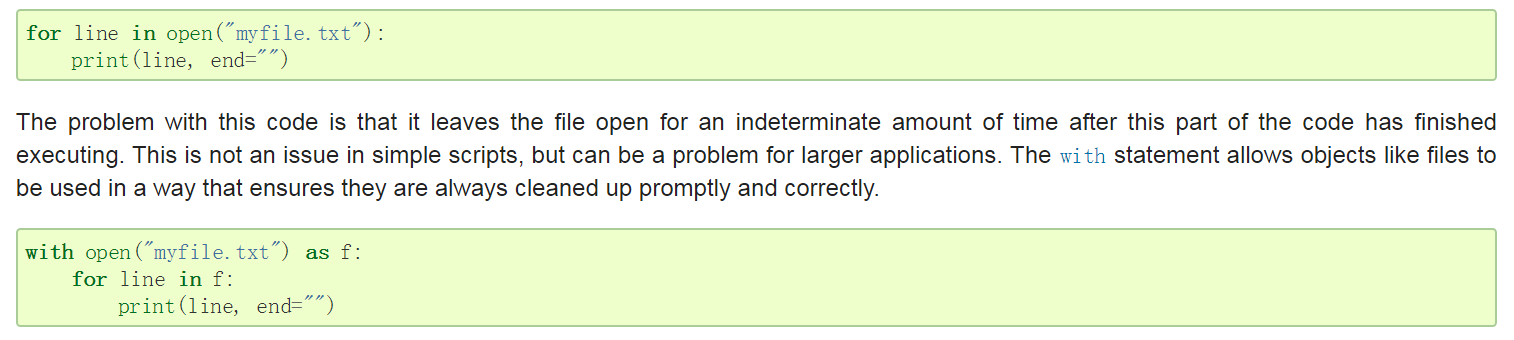 for line in open("myfile.txt"):
    print(line, end="")
The problem with this code is that it leaves the file open for an indeterminate amount of time after this part of the code has finished
executing. This is not an issue in simple scripts, but can be a problem for larger applications. The with statement allows objects like files to
be used in a way that ensures they are always cleaned up promptly and correctly.
with open("myfile.txt") as f:
    for line in f:
        print(line, end="")